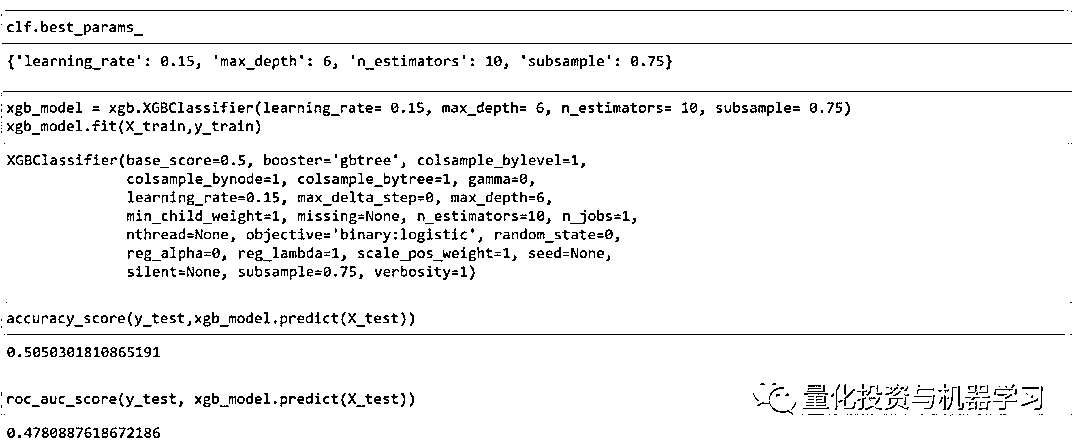 clf.best_params_
{'learning_rate': 0.15, 'max_depth': 6, 'n_estimators': 10, 'subsample': 0.75}
xgb_model = xgb.XGBClassifier(learning_rate= 0.15, max_depth= 6, n_estimators= 10, subsample= 0.75)
xgb_model.fit(X_train,y_train)
XGBClassifier(base_score=0.5, booster='gbtree', colsample_bylevel=1,
colsample_bynode=1, colsample_bytree=1, gamma=0,
learning_rate=0.15, max_delta_step=0, max_depth=6,
min_child_weight=1, missing=None, n_estimators=10, n_jobs=1,
nthread=None, objective='binary:logistic', random_state=0,
reg_alpha=0, reg_lambda=1, scale_pos_weight=1, seed=None,
silent=None, subsample=0.75, verbosity=1)
accuracy_score(y_test,xgb_model.predict(X_test))
0.5050301810865191
roc_auc_score(y_test, xgb_model.predict(X_test))
0.4780887618672186
量化投资与机器学习